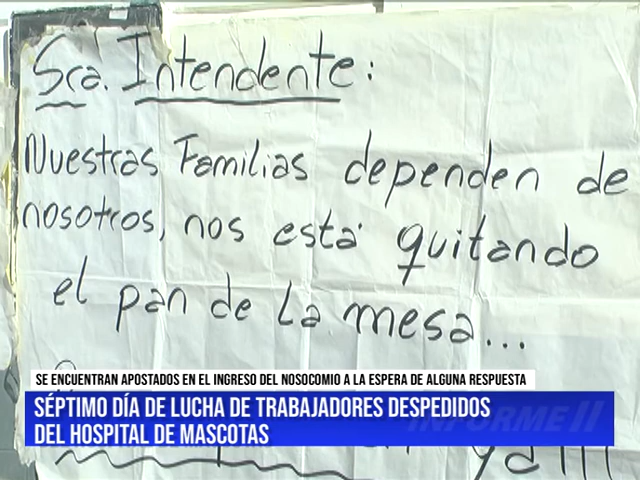 Sra. Intendente:
Nuestras Familias dependen de
nosotros, nos está quitando
el pan de la mesa...
SE ENCUENTRAN APOSTADOS EN EL INGRESO DEL NOSOCOMIO A LA ESPERA DE ALGUNA RESPUESTA
SÉPTIMO DÍA DE LUCHA DE TRABAJADORES DESPEDIDOS
DEL HOSPITAL DE MASCOTAS
INFORME II